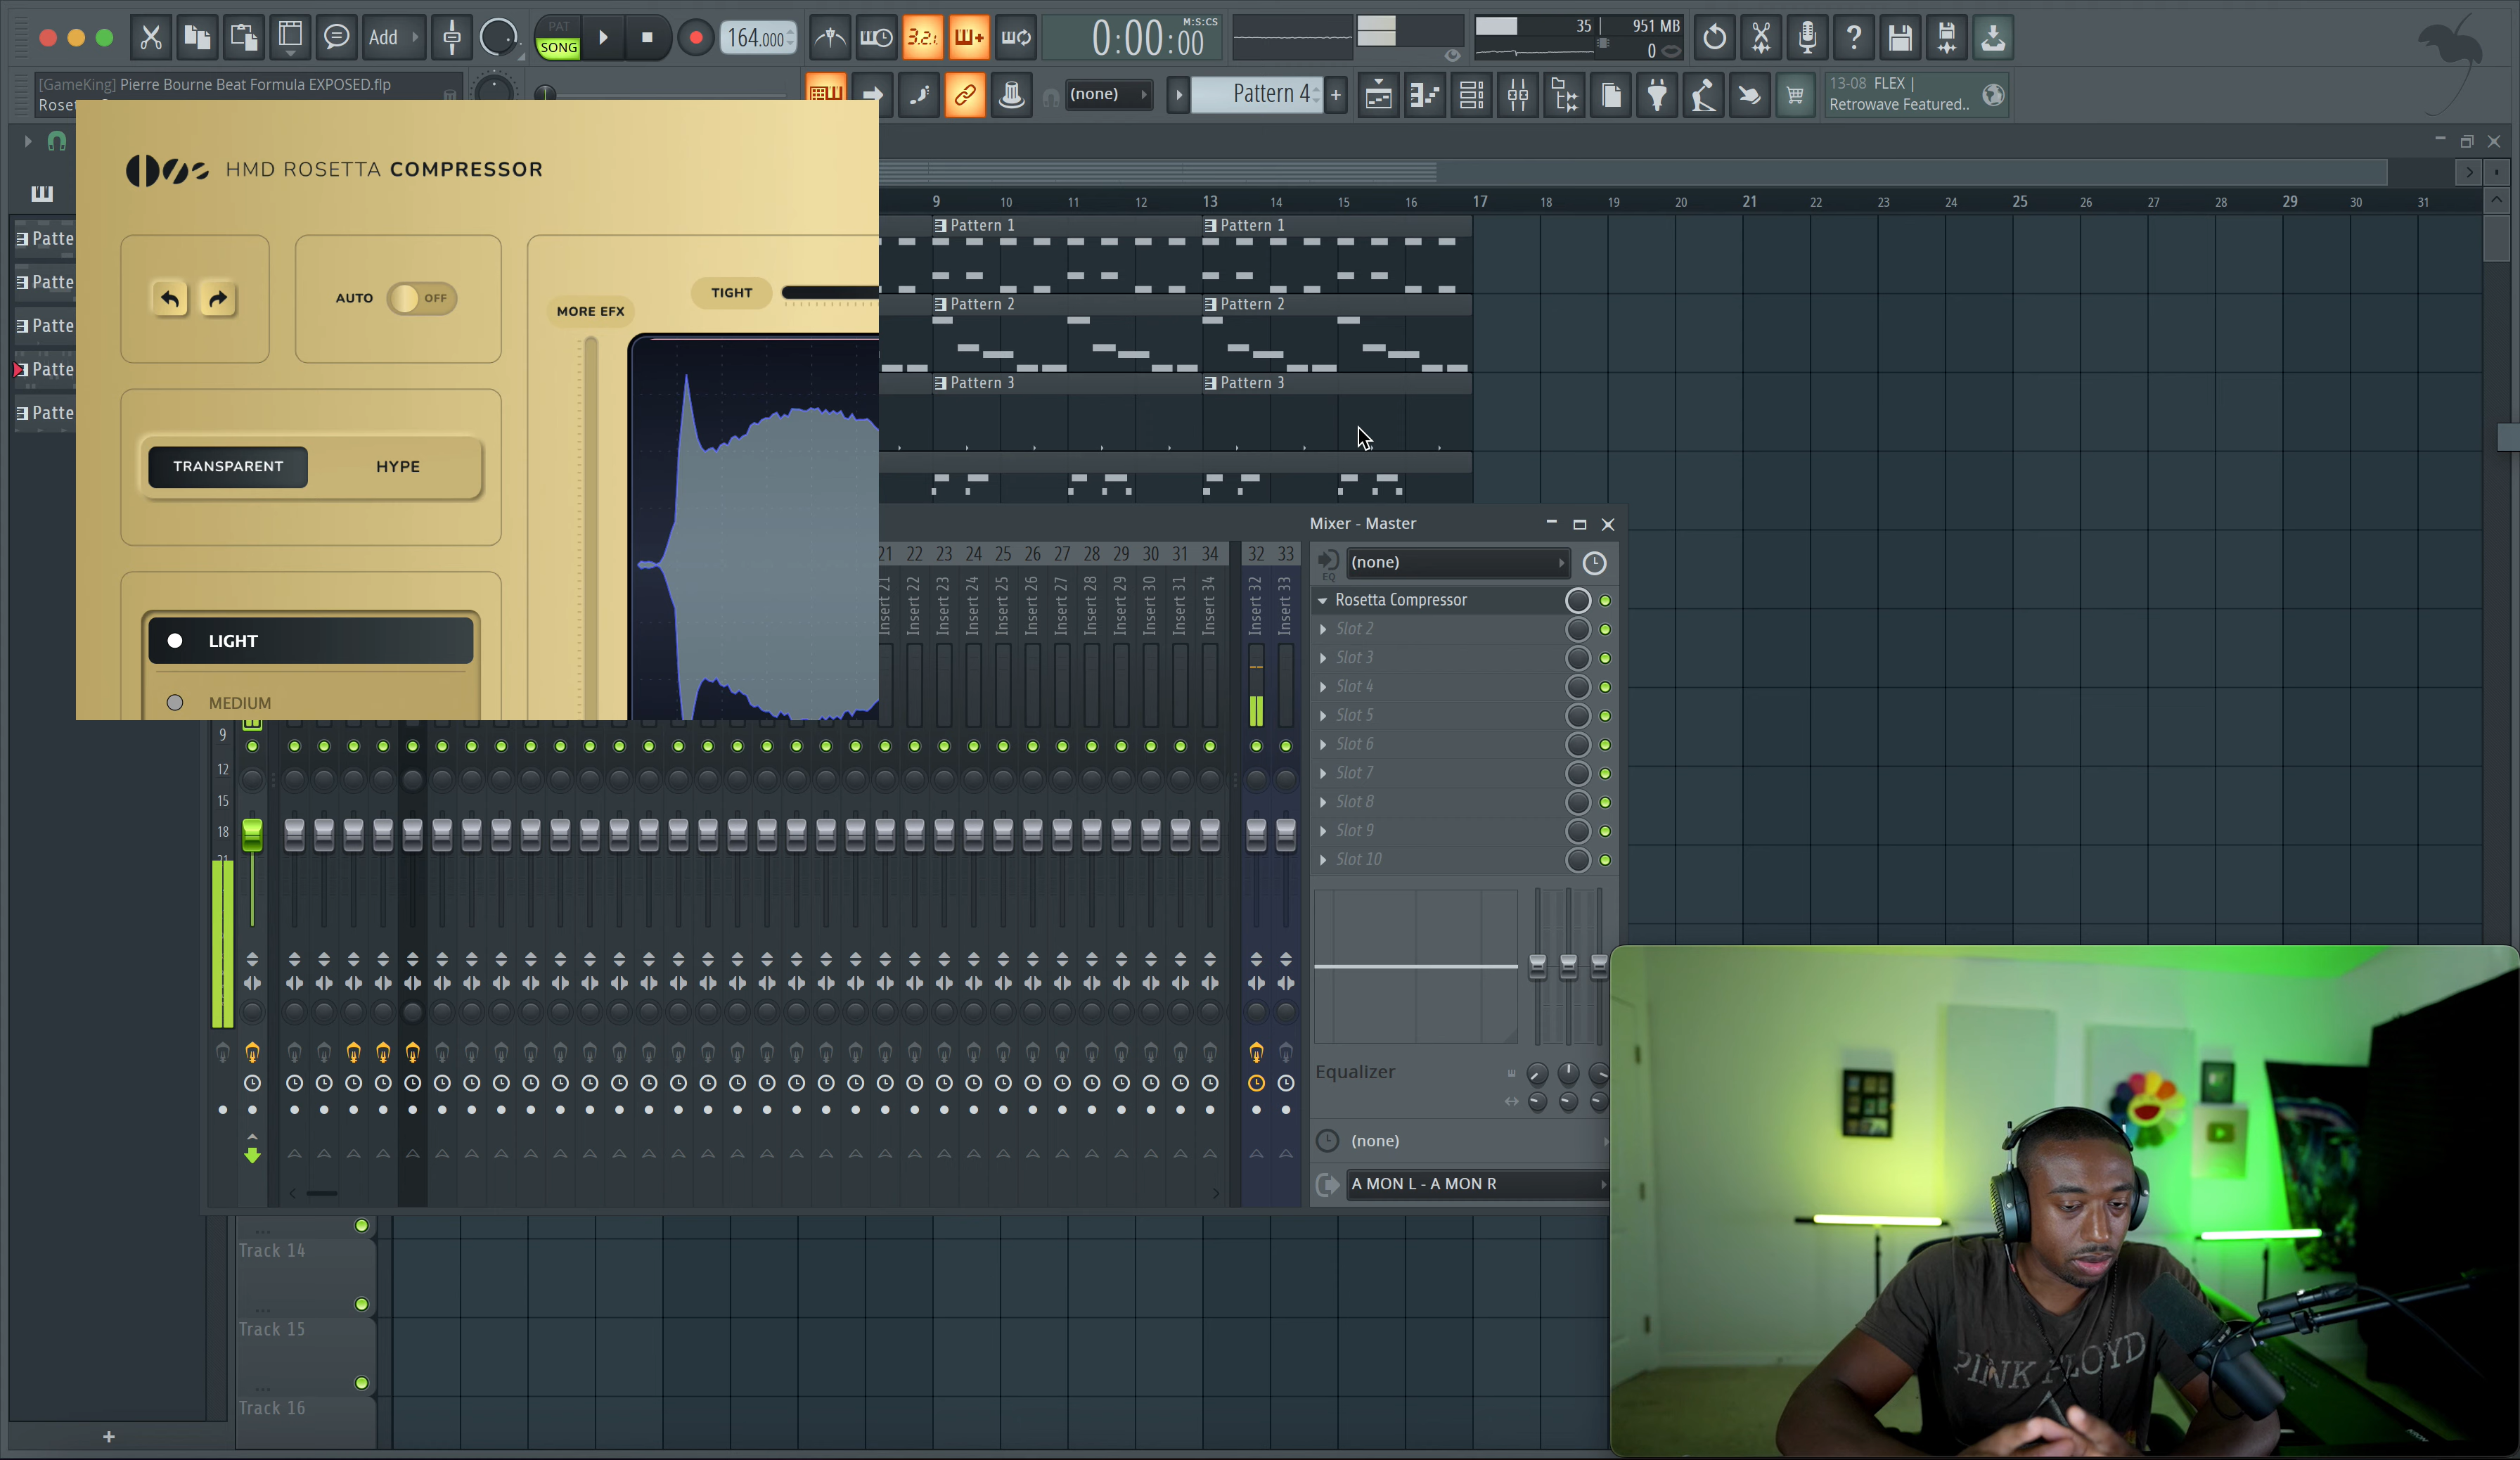 Add
PAT
SONG
164.000
3.2.1
0:00:00
M:S:CS
35
951 MB
0
[GameKing] Pierre Bourne Beat Formula EXPOSED.flp
(none)
Pattern 4
13-08 FLEX |
Retrowave Featured..
HMD ROSETTA COMPRESSOR
AUTO
OFF
TIGHT
MORE EFX
TRANSPARENT
HYPE
LIGHT
MEDIUM
Patte
Patte
Patte
Patte
Patte
9 10 11 12 13 14 15 16 17 18 19 20 21 22 23 24 25 26 27 28 29 30 31
Pattern 1
Pattern 1
Pattern 2
Pattern 2
Pattern 3
Pattern 3
Mixer - Master
21 22 23 24 25 26 27 28 29 30 31 34 32 33
Insert 21
Insert 22
Insert 23
Insert 24
Insert 25
Insert 26
Insert 27
Insert 28
Insert 29
Insert 30
Insert 31
Insert 34
Insert 32
Insert 33
EQ
(none)
Rosetta Compressor
Slot 2
Slot 3
Slot 4
Slot 5
Slot 6
Slot 7
Slot 8
Slot 9
Slot 10
9
12
15
18
Equalizer
(none)
A MON L - A MON R
Track 14
Track 15
Track 16
PINK FLOYD